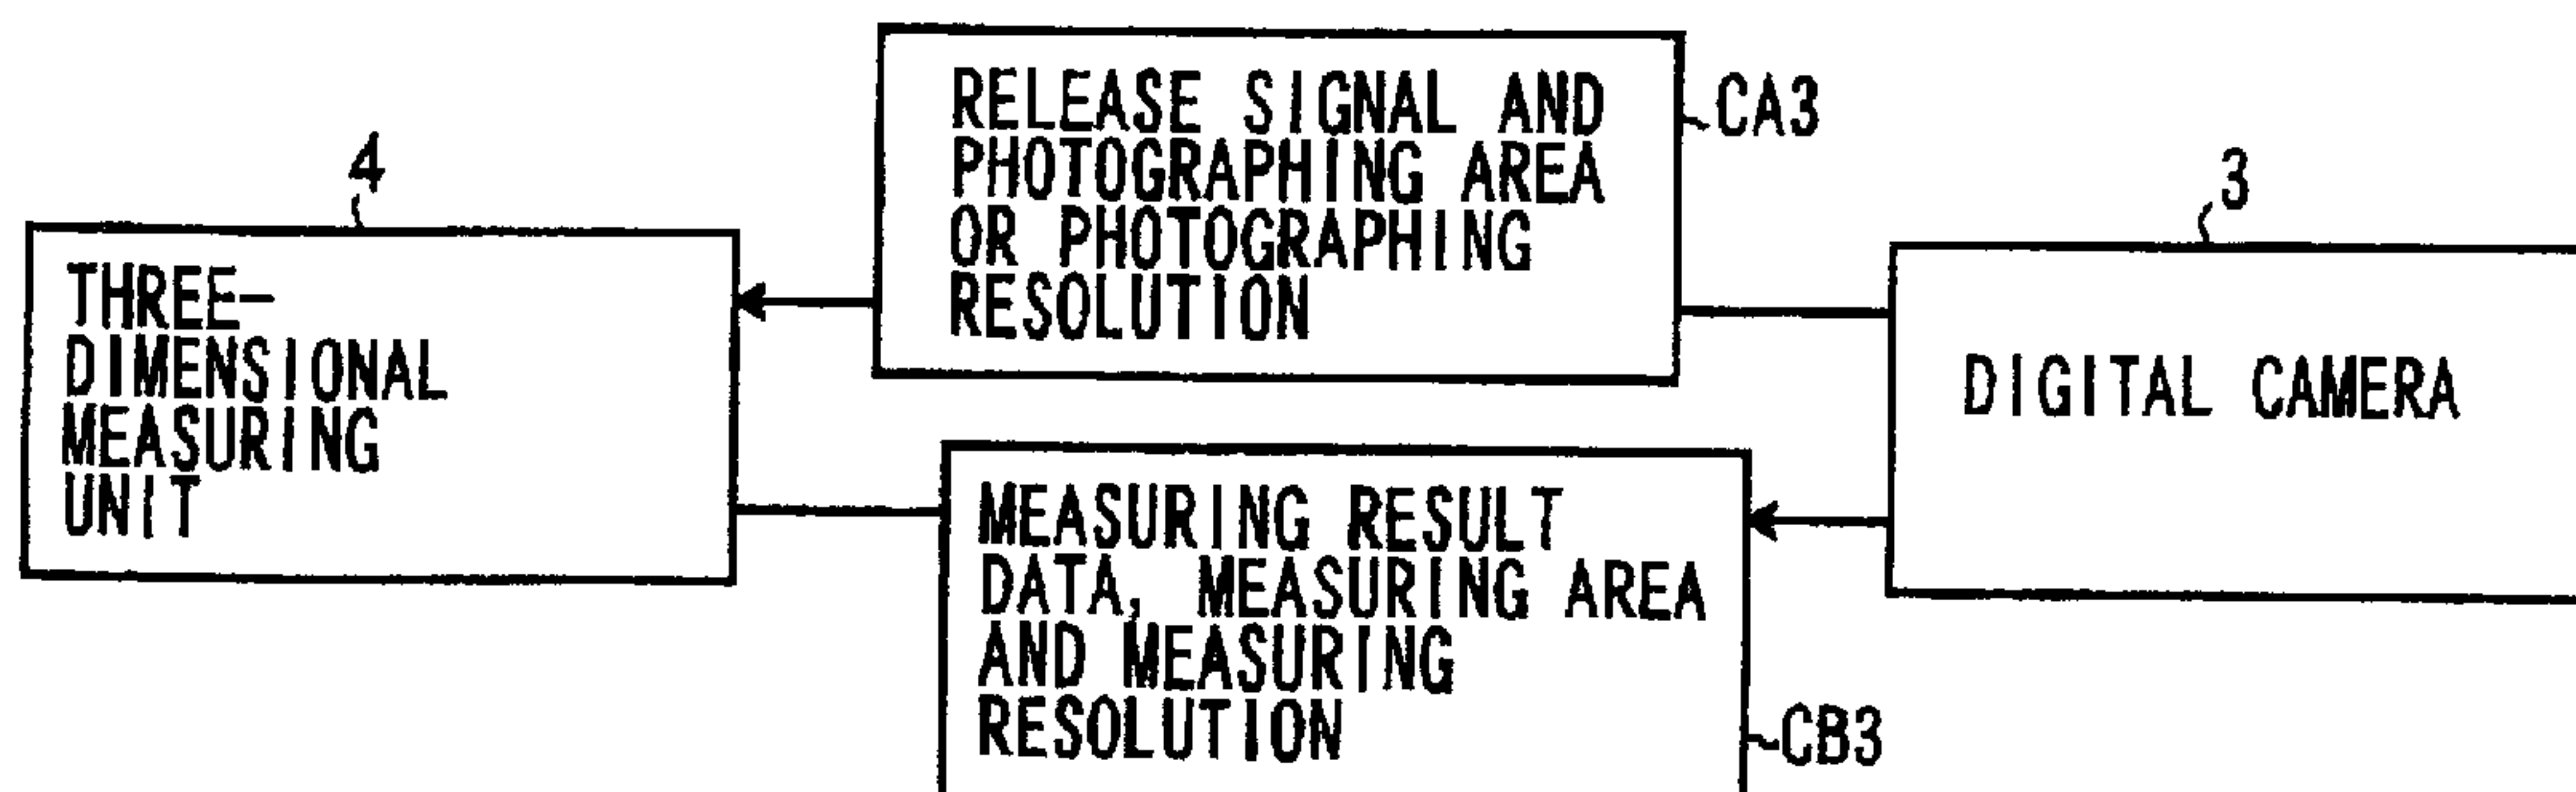 RELEASE SIGNAL AND
PHOTOGRAPHING AREA
OR PHOTOGRAPHING
RESOLUTION
CA3
4
THREE-
DIMENSIONAL
MEASURING
UNIT
3
DIGITAL CAMERA
MEASURING RESULT
DATA, MEASURING AREA
AND MEASURING
RESOLUTION
CB3